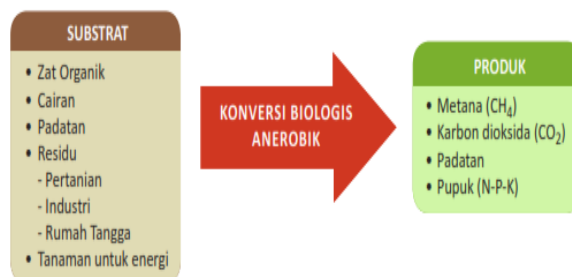 SUBSTRAT
• Zat Organik
• Cairan
• Padatan
• Residu
- Pertanian
- Industri
- Rumah Tangga
• Tanaman untuk energi
KONVERSI BIOLOGIS
ANEROBIK
PRODUK
• Metana (CH₄)
• Karbon dioksida (CO₂)
• Padatan
• Pupuk (N-P-K)